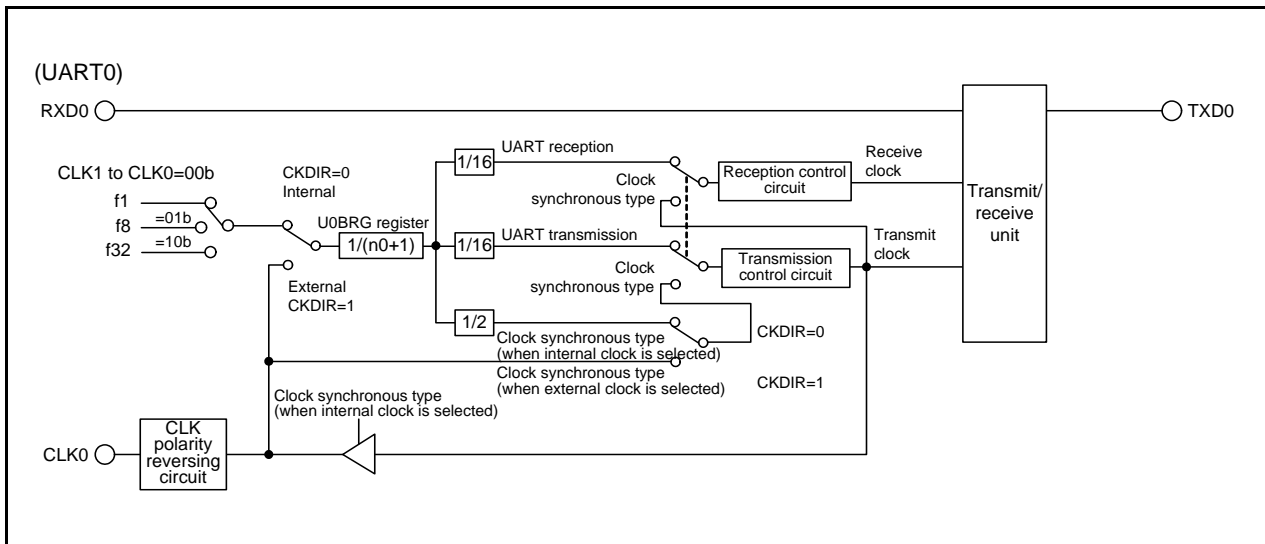 (UART0)
RXD0
TXD0
CLK1 to CLK0=00b
f1
f8
=01b
f32
=10b
CKDIR=0
Internal
External
CKDIR=1
U0BRG register
1/(n0+1)
1/16
UART reception
Clock
synchronous type
Reception control
circuit
Receive
clock
1/16
UART transmission
Clock
synchronous type
Transmission
control circuit
Transmit
clock
Transmit/
receive
unit
1/2
Clock synchronous type
(when internal clock is selected)
CKDIR=0
Clock synchronous type
(when external clock is selected)
CKDIR=1
Clock synchronous type
(when internal clock is selected)
CLK0
CLK
polarity
reversing
circuit